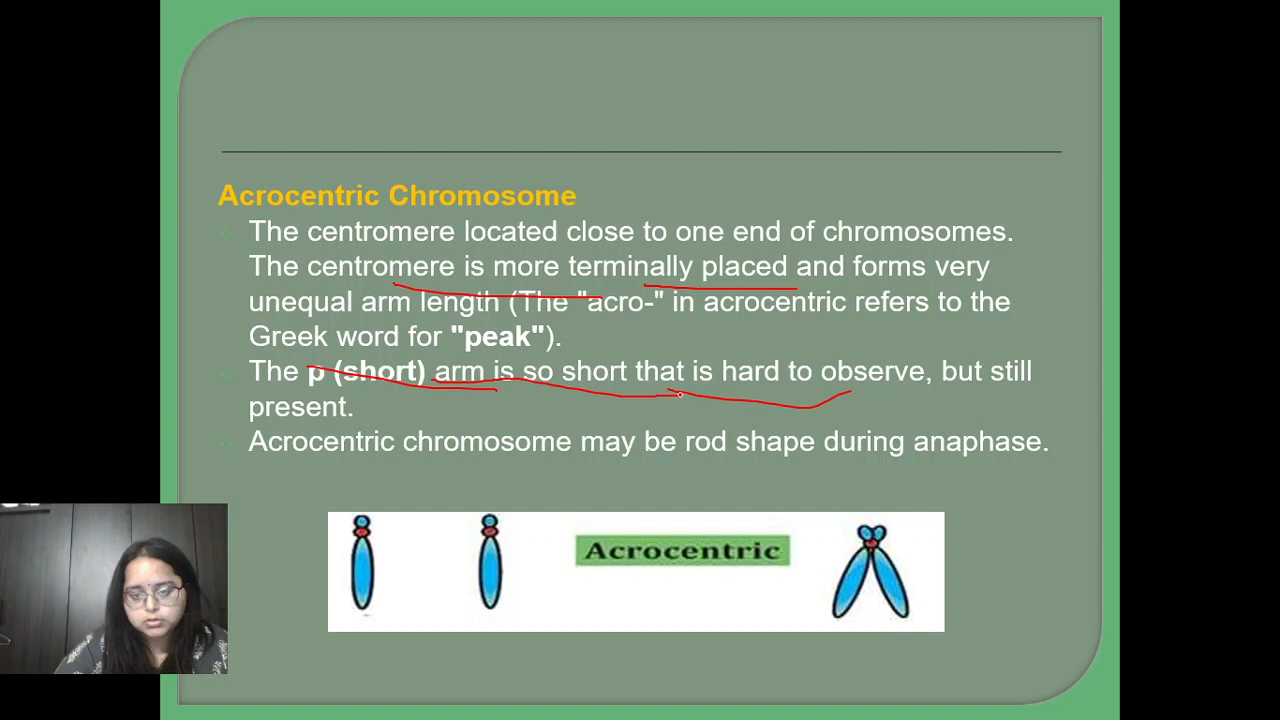 Acrocentric Chromosome
The centromere located close to one end of chromosomes.
The centromere is more terminally placed and forms very
unequal arm length (The "acro-" in acrocentric refers to the
Greek word for "peak").
The p (short) arm is so short that is hard to observe, but still
present.
Acrocentric chromosome may be rod shape during anaphase.
Acrocentric